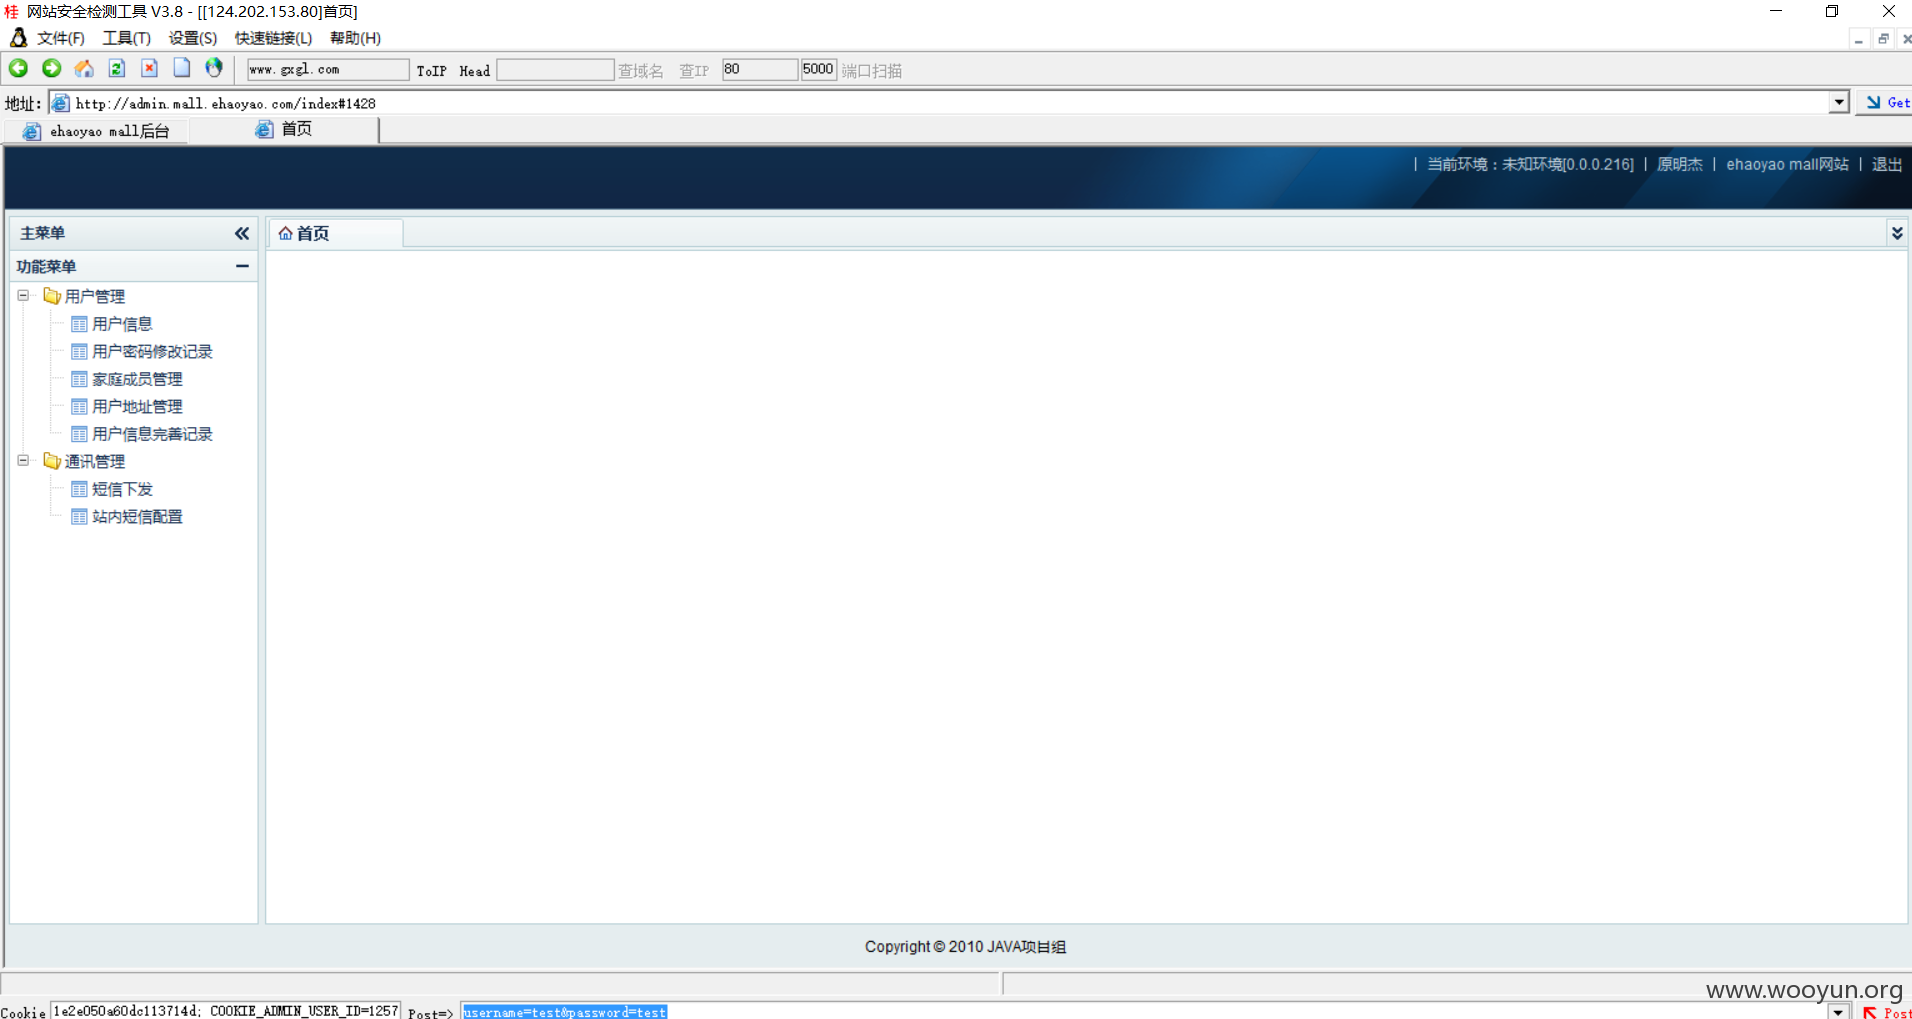 桂 网站安全检测工具 V3.8 - [[124.202.153.80]首页]
文件(F) 工具(T) 设置(S) 快速链接(L) 帮助(H)
www.gxgl.com ToIP Head 查域名 查IP 80 5000 端口扫描
地址: http://admin.mall.ehaoyao.com/index#1428 Get
ehaoyao mall后台 首页
| 当前环境：未知环境[0.0.0.216] | 原明杰 | ehaoyao mall网站 | 退出
主菜单
首页
功能菜单
用户管理
用户信息
用户密码修改记录
家庭成员管理
用户地址管理
用户信息完善记录
通讯管理
短信下发
站内短信配置
Copyright © 2010 JAVA项目组
www.wooyun.org
Cookie 1e2e050a60dc113714d; COOKIE_ADMIN_USER_ID=1257 Post=> username=test&password=test Post